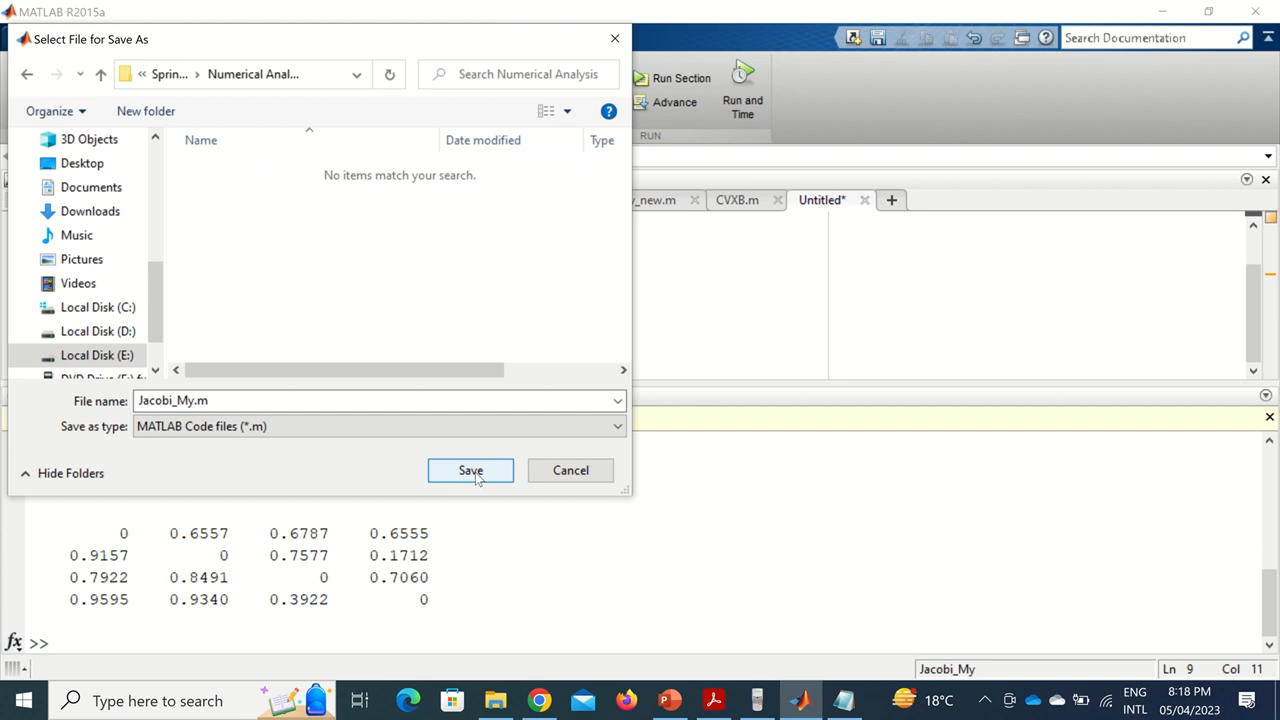 MATLAB R2015a
Select File for Save As
Search Documentation
« Sprin... › Numerical Anal...
Search Numerical Analysis
Run Section
Advance
Run and Time
RUN
Organize
New folder
3D Objects
Desktop
Documents
Downloads
Music
Pictures
Videos
Local Disk (C:)
Local Disk (D:)
Local Disk (E:)
Name
Date modified
Type
No items match your search.
y_new.m
CVXB.m
Untitled*
File name: Jacobi_My.m
Save as type: MATLAB Code files (*.m)
Hide Folders
Save
Cancel
0 0.6557 0.6787 0.6555
0.9157 0 0.7577 0.1712
0.7922 0.8491 0 0.7060
0.9595 0.9340 0.3922 0
fx >>
Jacobi_My
Ln 9 Col 11
Type here to search
18°C
ENG
INTL
8:18 PM
05/04/2023